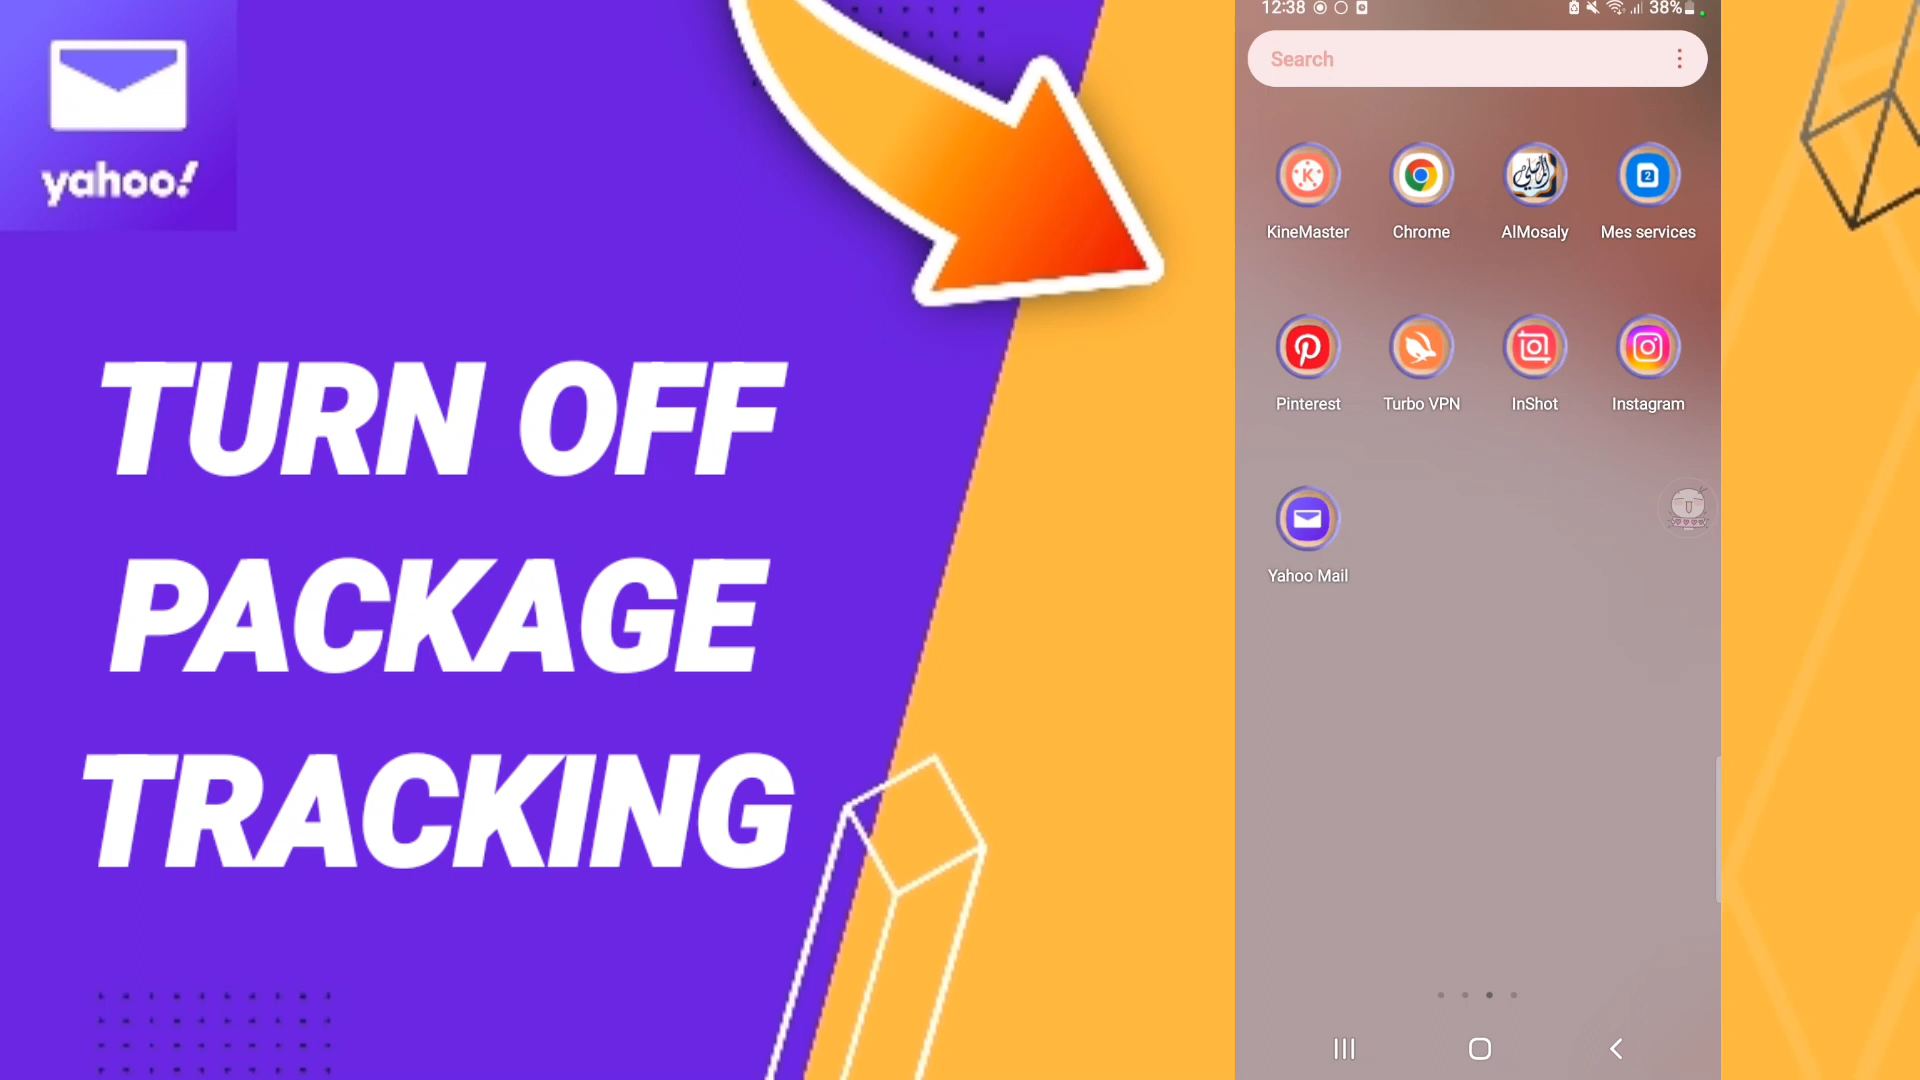 yahoo!
TURN OFF
PACKAGE
TRACKING
12:38 38%
Search
KineMaster Chrome AlMosaly Mes services
Pinterest Turbo VPN InShot Instagram
Yahoo Mail